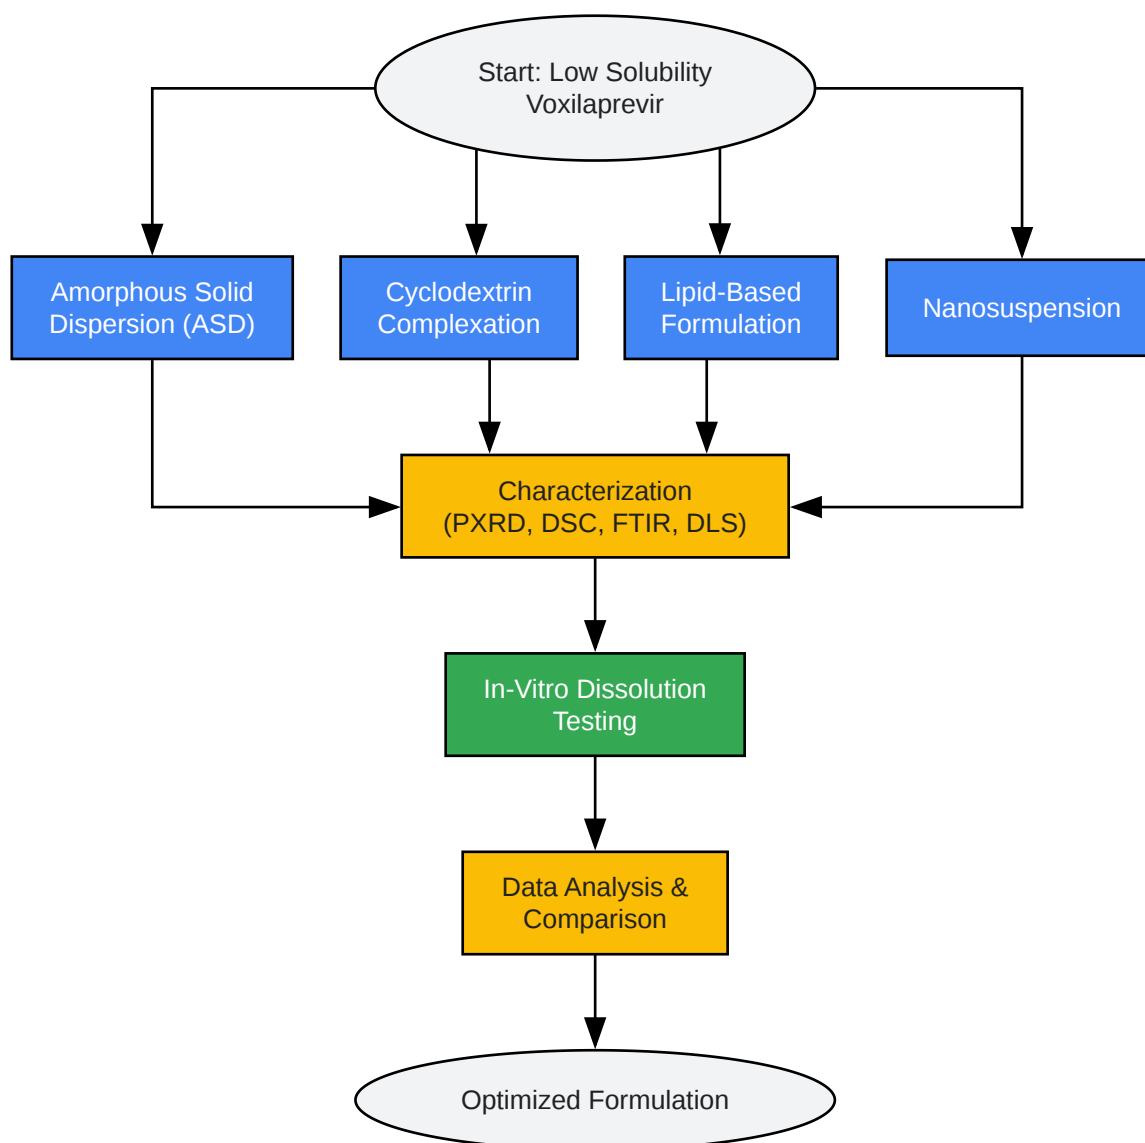 Start: Low Solubility
Voxilaprevir
Amorphous Solid
Dispersion (ASD)
Cyclodextrin
Complexation
Lipid-Based
Formulation
Nanosuspension
Characterization
(PXRD, DSC, FTIR, DLS)
In-Vitro Dissolution
Testing
Data Analysis &
Comparison
Optimized Formulation